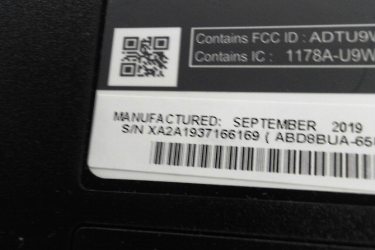 Contains FCC ID : ADTU9W
Contains IC : 1178A-U9W
MANUFACTURED: SEPTEMBER 2019
S/N XA2A1937166169 ( ABD8BUA-65